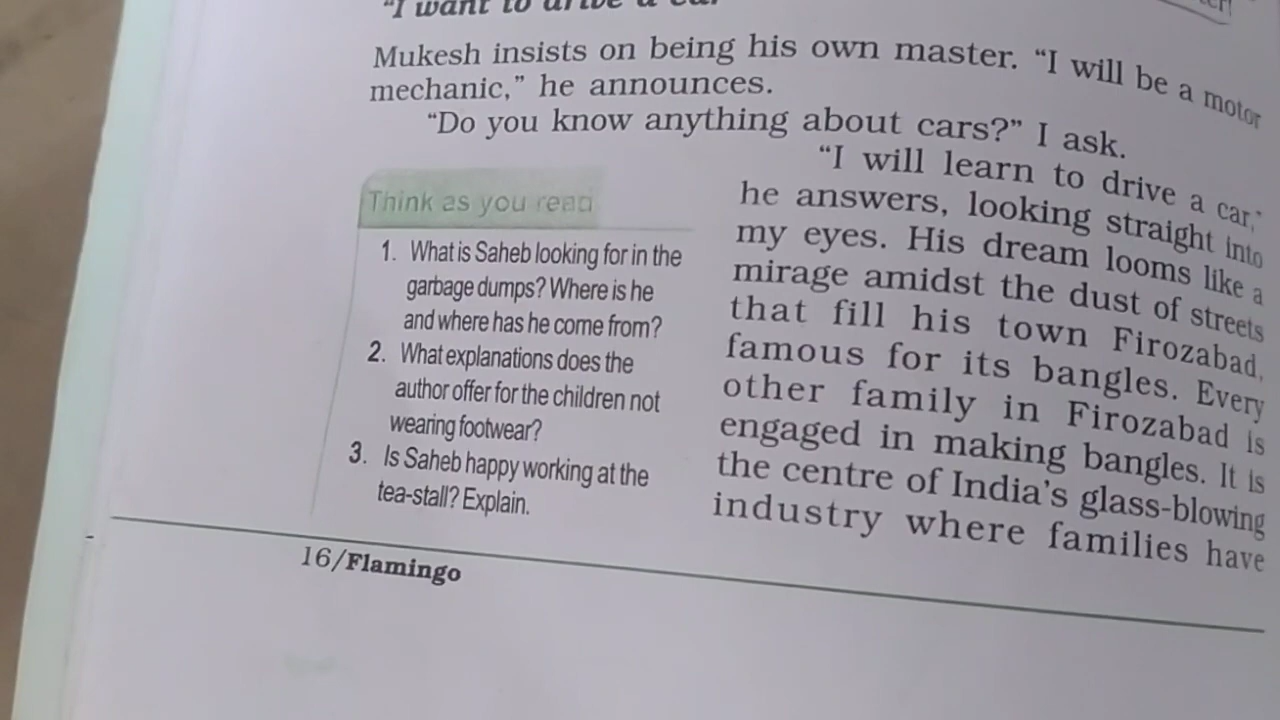 "I want to drive a car
Mukesh insists on being his own master. "I will be a motor
mechanic," he announces.
"Do you know anything about cars?" I ask.
"I will learn to drive a car,"
he answers, looking straight into
my eyes. His dream looms like a
mirage amidst the dust of streets
that fill his town Firozabad,
famous for its bangles. Every
other family in Firozabad is
engaged in making bangles. It is
the centre of India's glass-blowing
industry where families have
Think as you read
1. What is Saheb looking for in the
garbage dumps? Where is he
and where has he come from?
2. What explanations does the
author offer for the children not
wearing footwear?
3. Is Saheb happy working at the
tea-stall? Explain.
16/Flamingo